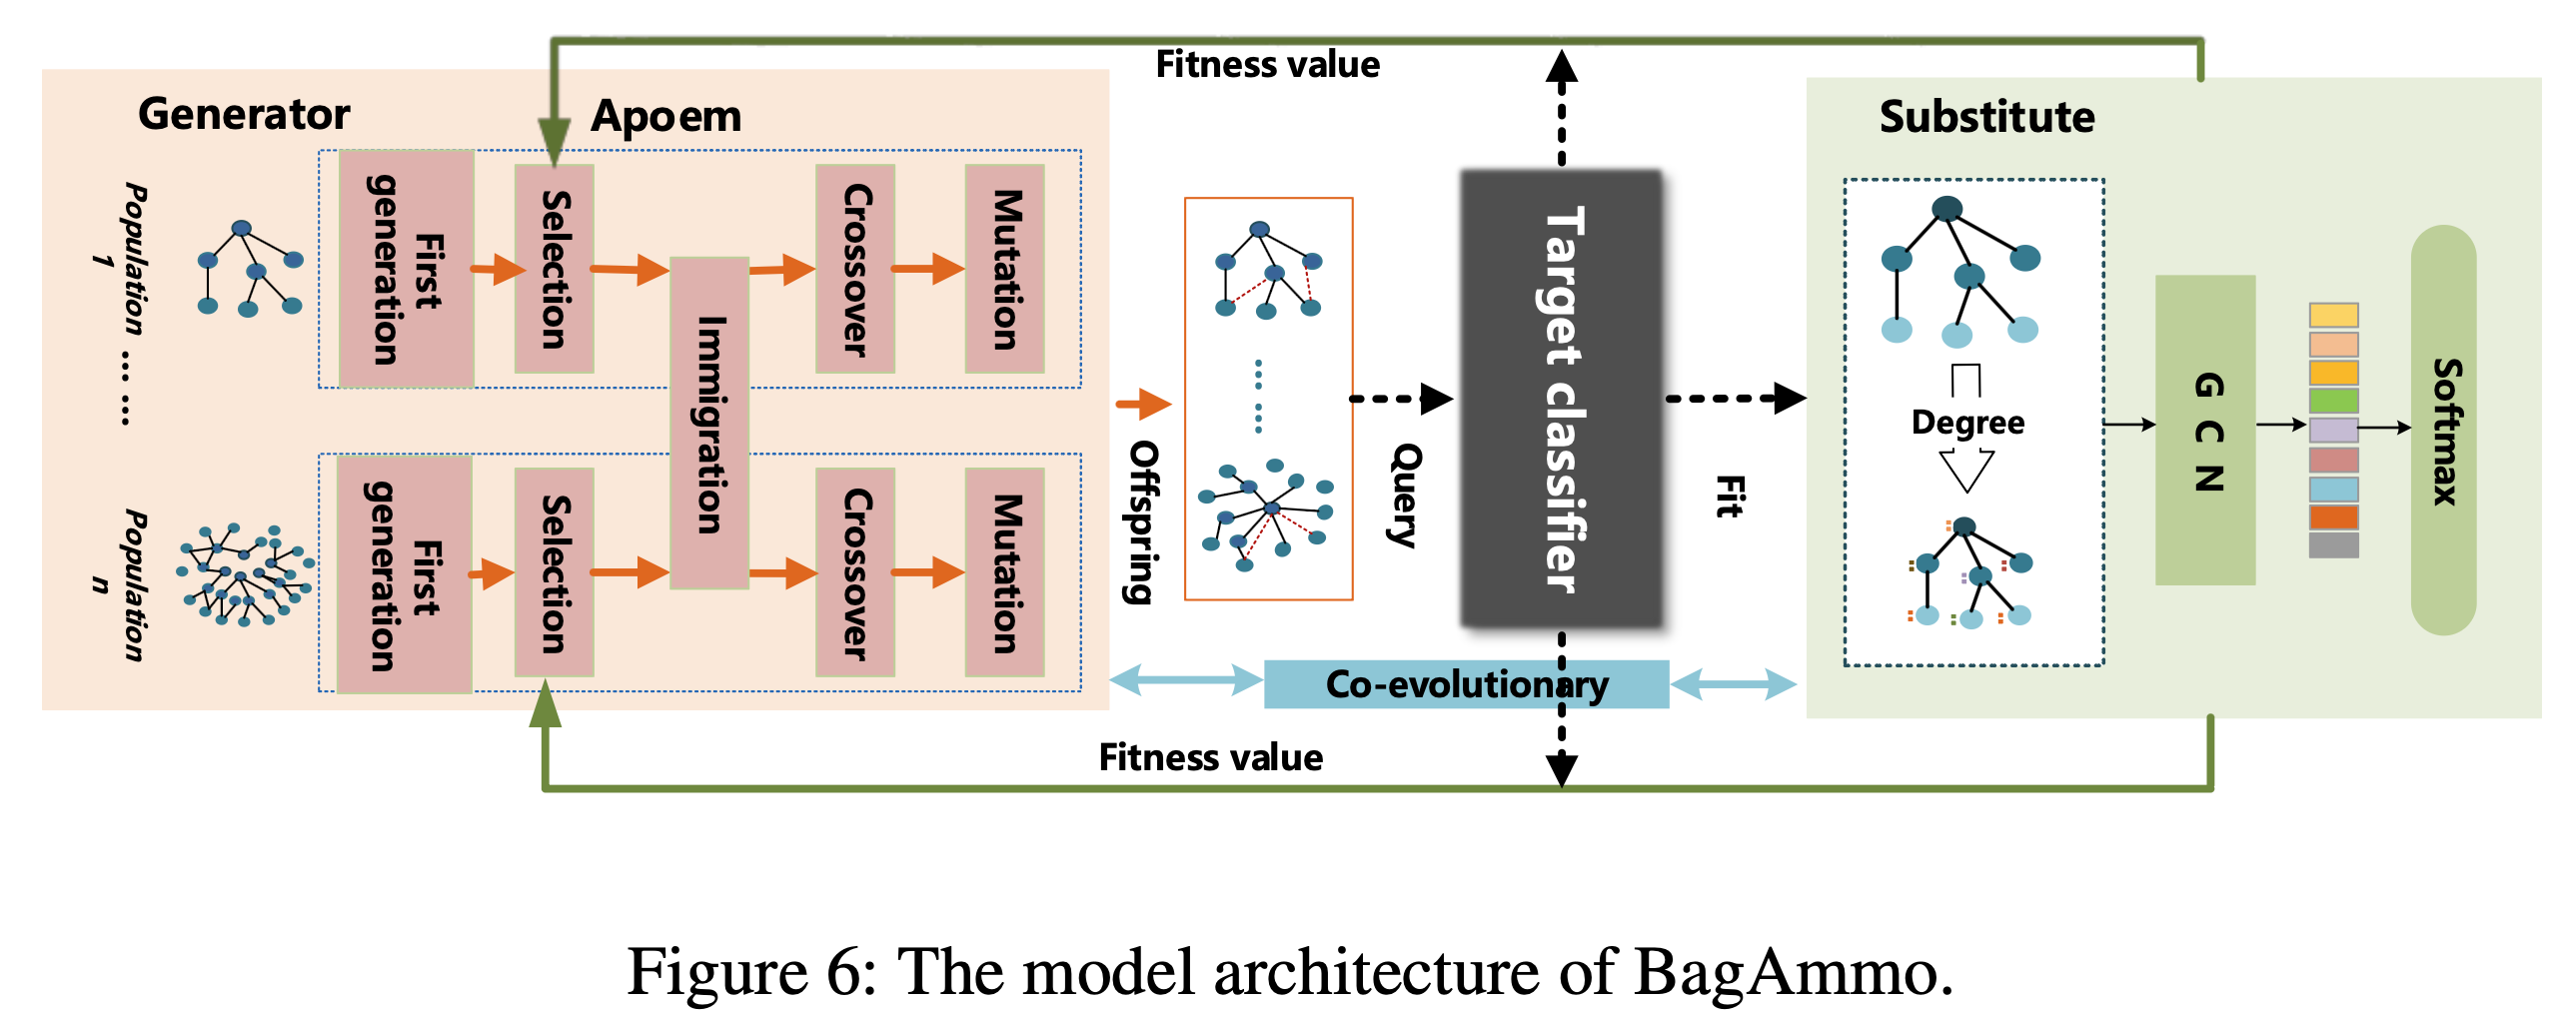 Fitness value
Generator
Apoem
Substitute
Population
1
First
generation
Selection
Crossover
Mutation
Immigration
... ...
Population
n
First
generation
Selection
Crossover
Mutation
Offspring
Query
Target classifier
Fit
Degree
G C N
Softmax
Co-evolutionary
Fitness value
Figure 6: The model architecture of BagAmmo.